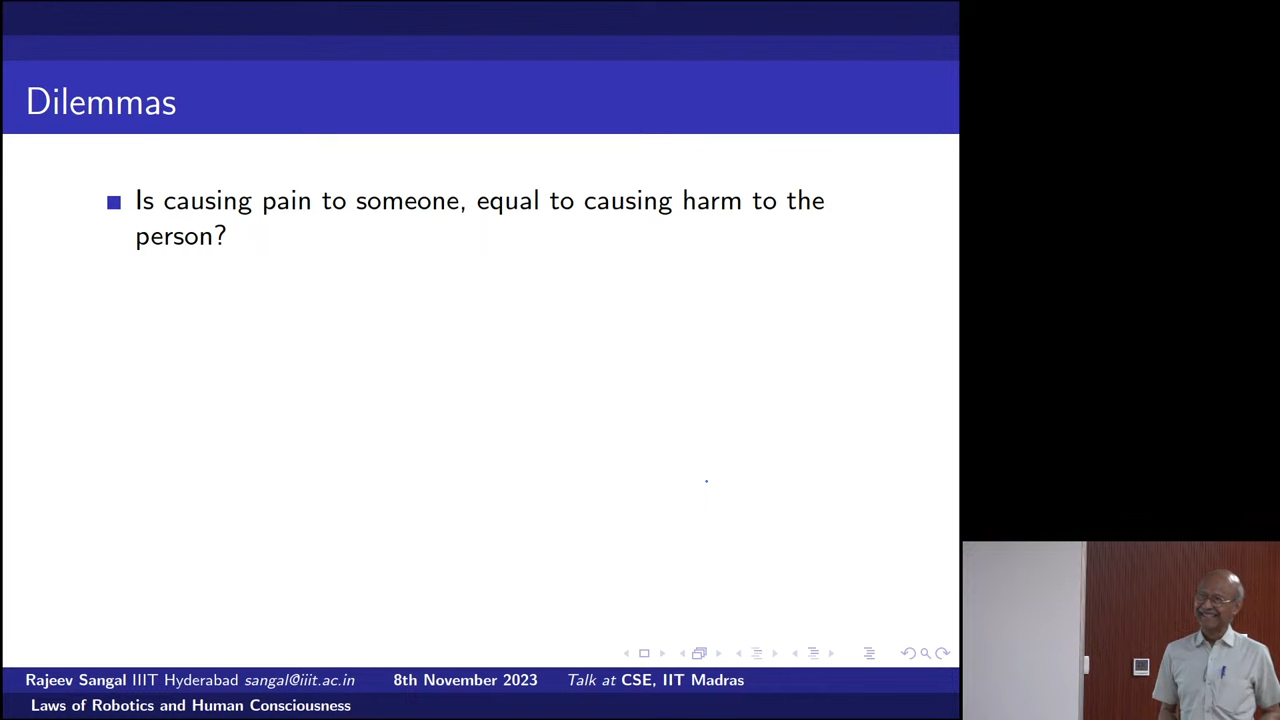 Dilemmas
Is causing pain to someone, equal to causing harm to the
person?
Rajeev Sangal IIIT Hyderabad sangal@iiit.ac.in 8th November 2023 Talk at CSE, IIT Madras
Laws of Robotics and Human Consciousness